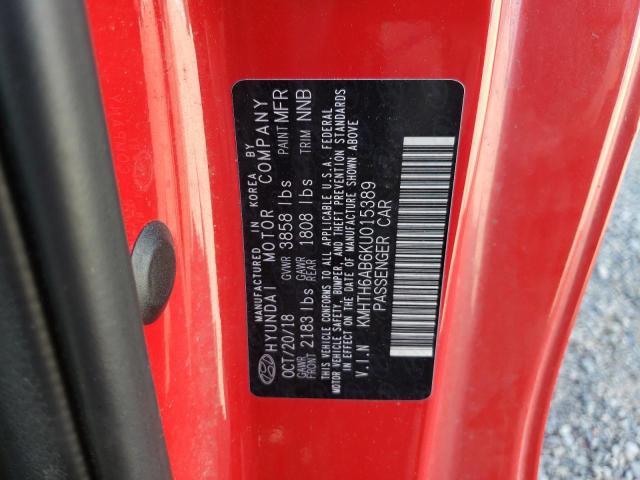 MANUFACTURED IN KOREA BY
HYUNDAI MOTOR COMPANY
OCT/20/18 GVWR 3858 lbs PAINT MFR
GAWR FRONT 2183 lbs GAWR REAR 1808 lbs TRIM NNB
THIS CONFORMS TO ALL APPLICABLE U.S.A. FEDERAL
MOTOR VEHICLE SAFETY, BUMPER, AND THEFT PREVENTION STANDARDS
IN EFFECT ON THE DATE OF MANUFACTURE SHOWN ABOVE
V.I.N KMHTH6AB6KU015389
PASSENGER CAR